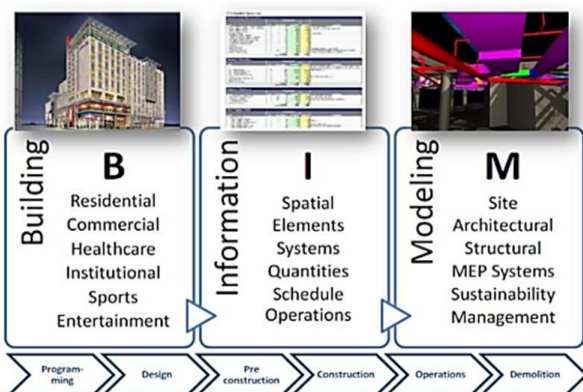 Building
B
Residential
Commercial
Healthcare
Institutional
Sports
Entertainment
Information
I
Spatial
Elements
Systems
Quantities
Schedule
Operations
Modeling
M
Site
Architectural
Structural
MEP Systems
Sustainability
Management
Program-
ming
Design
Pre
construction
Construction
Operations
Demolition